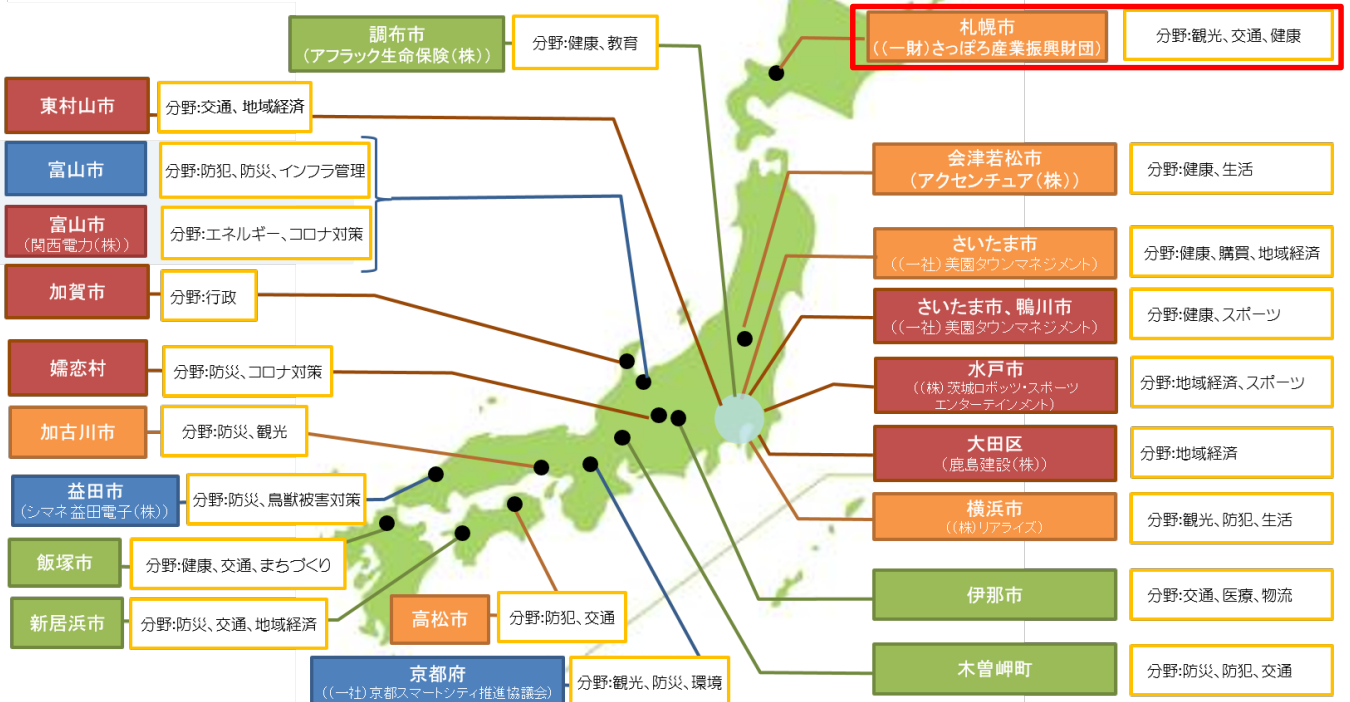 調布市
(アフラック生命保険(株))
分野:健康、教育
札幌市
((一財)さっぽろ産業振興財団)
分野:観光、交通、健康
東村山市
分野:交通、地域経済
富山市
分野:防犯、防災、インフラ管理
富山市
(関西電力(株))
分野:エネルギー、コロナ対策
加賀市
分野:行政
嬬恋村
分野:防災、コロナ対策
加古川市
分野:防災、観光
益田市
(シマネ益田電子(株))
分野:防災、鳥獣被害対策
飯塚市
分野:健康、交通、まちづくり
新居浜市
分野:防災、交通、地域経済
高松市
分野:防犯、交通
京都府
((一社)京都スマートシティ推進協議会)
分野:観光、防災、環境
会津若松市
(アクセンチュア(株))
分野:健康、生活
さいたま市
((一社)美園タウンマネジメント)
分野:健康、購買、地域経済
さいたま市、鴨川市
((一社)美園タウンマネジメント)
分野:健康、スポーツ
水戸市
((株)茨城ロボッツ・スポーツ
エンターテインメント)
分野:地域経済、スポーツ
大田区
(鹿島建設(株))
分野:地域経済
横浜市
((株)リアライズ)
分野:観光、防犯、生活
伊那市
分野:交通、医療、物流
木曽岬町
分野:防災、防犯、交通